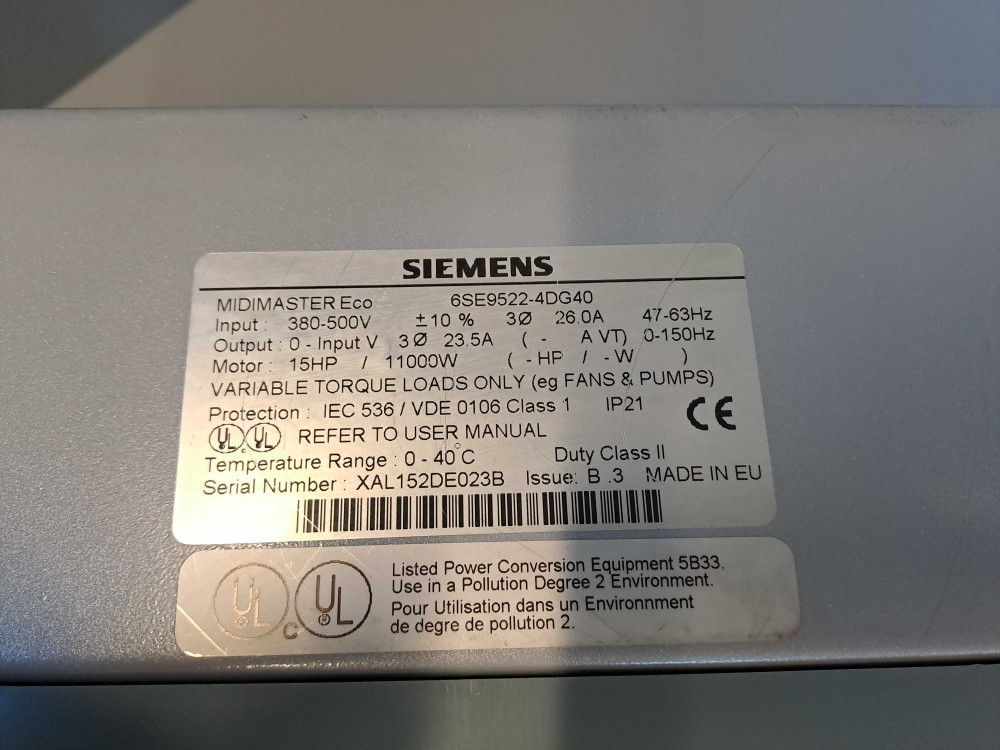 SIEMENS
MIDIMASTER Eco 6SE9522-4DG40
Input : 380-500V ±10 % 3Ø 26.0A 47-63Hz
Output : 0 - Input V 3Ø 23.5A ( - A VT) 0-150Hz
Motor : 15HP / 11000W ( - HP / - W )
VARIABLE TORQUE LOADS ONLY (eg FANS & PUMPS)
Protection : IEC 536 / VDE 0106 Class 1 IP21 CE
UL c UL REFER TO USER MANUAL
Temperature Range : 0 - 40°C Duty Class II
Serial Number : XAL152DE023B Issue: B .3 MADE IN EU
UL ® c UL ®
Listed Power Conversion Equipment 5B33.
Use in a Pollution Degree 2 Environment.
Pour Utilisation dans un Environnment
de degre de pollution 2.